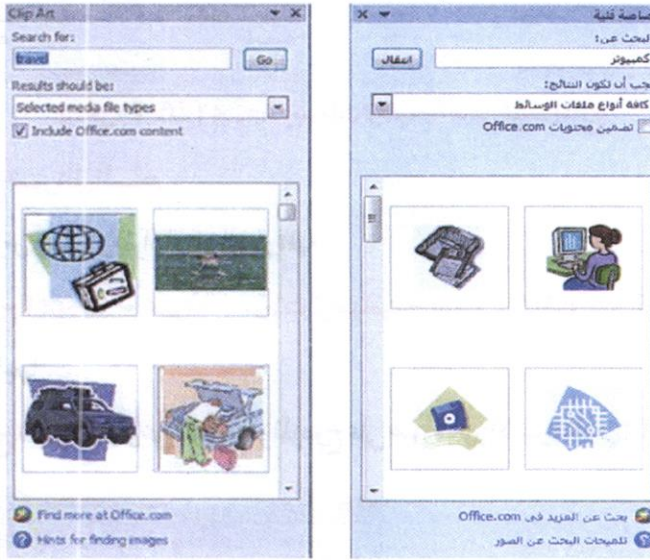 Clip Art
Search for:
travel
Go
Results should be:
Selected media file types
Include Office.com content
Find more at Office.com
Hints for finding images
فنية
البحث عن:
كمبيوتر
انتقال
يجب أن تكون النتائج:
كافة أنواع ملفات الوسائط
تضمين محتويات Office.com
بحث عن المزيد في Office.com
تلميحات البحث عن الصور